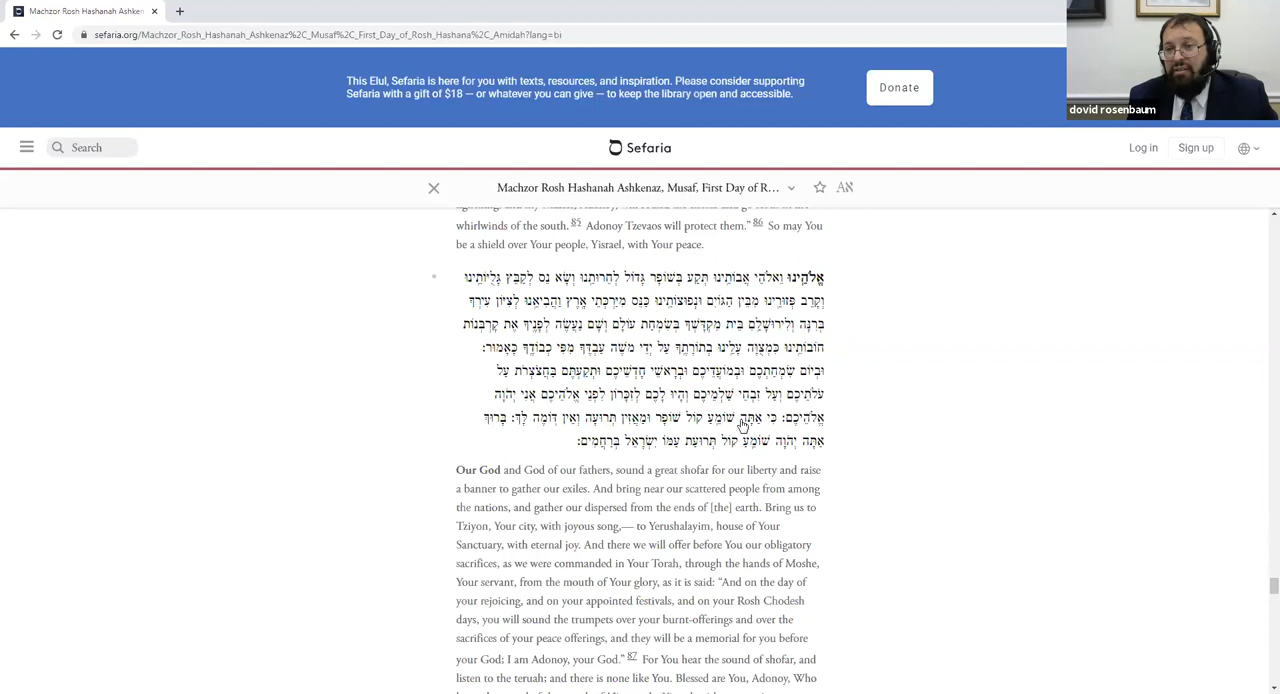 Machzor Rosh Hashanah Ashken
sefaria.org/Machzor_Rosh_Hashanah_Ashkenaz%2C_Musaf%2C_First_Day_of_Rosh_Hashanah%2C_Amidah?lang=bi
This Elul, Sefaria is here for you with texts, resources, and inspiration. Please consider supporting
Sefaria with a gift of $18 — or whatever you can give — to keep the library open and accessible.
Donate
dovid rosenbaum
Search
Sefaria
Log in
Sign up
Machzor Rosh Hashanah Ashkenaz, Musaf, First Day of R…
א A
whirlwinds of the south. 85 Adonoy Tzevaos will protect them.” 86 So may You
be a shield over Your people, Yisrael, with Your peace.
אֱלֹהֵֽינוּ וֵאלֹהֵי אֲבוֹתֵֽינוּ תְּקַע בְּשׁוֹפָר גָּדוֹל לְחֵרוּתֵֽנוּ וְשָׂא נֵס לְקַבֵּץ גָּלֻיּוֹתֵֽינוּ
וְקָרֵב פְּזוּרֵֽינוּ מִבֵּין הַגּוֹיִם וּנְפוּצוֹתֵֽינוּ כַּנֵּס מִיַּרְכְּתֵי אָֽרֶץ וַהֲבִיאֵֽנוּ לְצִיּוֹן עִירְךָ
בְּרִנָּה וְלִירוּשָׁלַֽיִם בֵּית מִקְדָּשְׁךָ בְּשִׂמְחַת עוֹלָם וְשָׁם נַעֲשֶׂה לְפָנֶֽיךָ אֶת קָרְבְּנוֹת
חוֹבוֹתֵֽינוּ כִּמְצֻוָּה עָלֵֽינוּ בְּתוֹרָתֶֽךָ עַל יְדֵי משֶׁה עַבְדֶּךָ מִפִּי כְבוֹדֶֽךָ כָּאָמוּר:
וּבְיוֹם שִׂמְחַתְכֶם וּבְמוֹעֲדֵיכֶם וּבְרָאשֵׁי חָדְשֵׁיכֶם וּתְקַעְתֶּם בַּחֲצֹצְרֹת עַל
עֹלֹתֵיכֶם וְעַל זִבְחֵי שַׁלְמֵיכֶם וְהָיוּ לָכֶם לְזִכָּרוֹן לִפְנֵי אֱלֹהֵיכֶם אֲנִי יְהֹוָה
אֱלֹהֵיכֶם: כִּי אַתָּה שׁוֹמֵֽעַ קוֹל שׁוֹפָר וּמַאֲזִין תְּרוּעָה וְאֵין דּֽוֹמֶה לָּךְ: בָּרוּךְ
אַתָּה יְהֹוָה שׁוֹמֵֽעַ קוֹל תְּרוּעַת עַמּוֹ יִשְׂרָאֵל בְּרַחֲמִים:
Our God and God of our fathers, sound a great shofar for our liberty and raise
a banner to gather our exiles. And bring near our scattered people from among
the nations, and gather our dispersed from the ends of [the] earth. Bring us to
Tziyon, Your city, with joyous song,— to Yerushalayim, house of Your
Sanctuary, with eternal joy. And there we will offer before You our obligatory
sacrifices, as we were commanded in Your Torah, through the hands of Moshe,
Your servant, from the mouth of Your glory, as it is said: “And on the day of
your rejoicing, and on your appointed festivals, and on your Rosh Chodesh
days, you will sound the trumpets over your burnt-offerings and over the
sacrifices of your peace offerings, and they will be a memorial for you before
your God; I am Adonoy, your God.” 87 For You hear the sound of shofar, and
listen to the teruah; and there is none like You. Blessed are You, Adonoy, Who